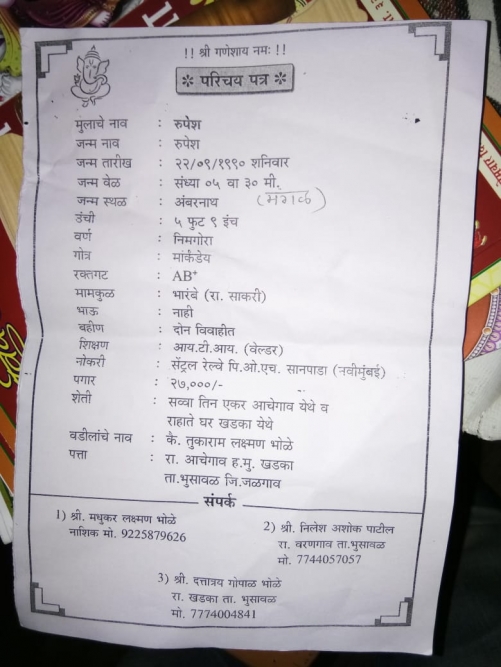 !! श्री गणेशाय नमः !!
परिचय पत्र
मुलाचे नाव : रुपेश
जन्म नाव : रुपेश
जन्म तारीख : २२/०९/१९९० शनिवार
जन्म वेळ : संध्या ०५ वा ३० मी.
जन्म स्थळ : अंबरनाथ (मंगळ)
उंची : ५ फुट ९ इंच
वर्ण : निमगोरा
गोत्र : मार्कंडेय
रक्तगट : AB+
मामकुळ : भारंबे (रा. साकरी)
भाऊ : नाही
बहीण : दोन विवाहीत
शिक्षण : आय.टी.आय. (वेल्डर)
नोकरी : सेंट्रल रेल्वे पि.ओ.एच. सानपाडा (नवीमुंबई)
पगार : २७,०००/-
शेती : सव्वा तिन एकर आचेगाव येथे व
राहाते घर खडका येथे
वडीलांचे नाव : कै. तुकाराम लक्ष्मण भोळे
पत्ता : रा. आचेगाव ह.मु. खडका
ता.भुसावळ जि.जळगाव
संपर्क
1) श्री. मधुकर लक्ष्मण भोळे
नाशिक मो. 9225879626
2) श्री. निलेश अशोक पाटील
रा. वरणगाव ता.भुसावळ
मो. 7744057057
3) श्री. दत्तात्रय गोपाळ भोळे
रा. खडका ता. भुसावळ
मो. 7774004841